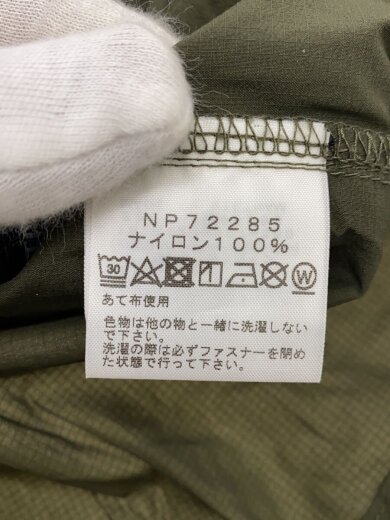 NP72285
ナイロン100%
30
W
あて布使用
色物は他の物と一緒に洗濯しない
で下さい。
洗濯の際は必ずファスナーを閉め
た状態で行って下さい。